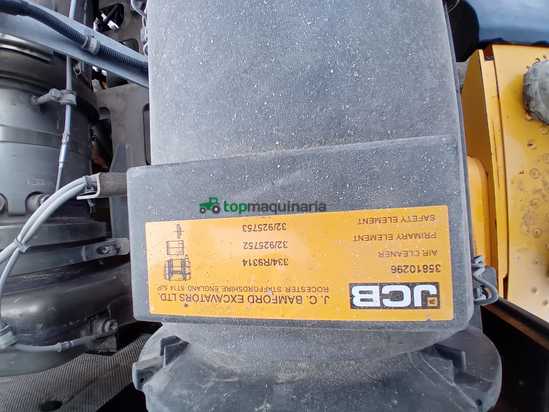 topmaquinaria
JCB
J. C. BAMFORD EXCAVATORS LTD.
ROCESTER STAFFORDSHIRE ENGLAND ST14 5JP
35810296
AIR CLEANER 334/R9314
PRIMARY ELEMENT 32/925752
SAFETY ELEMENT 32/925753